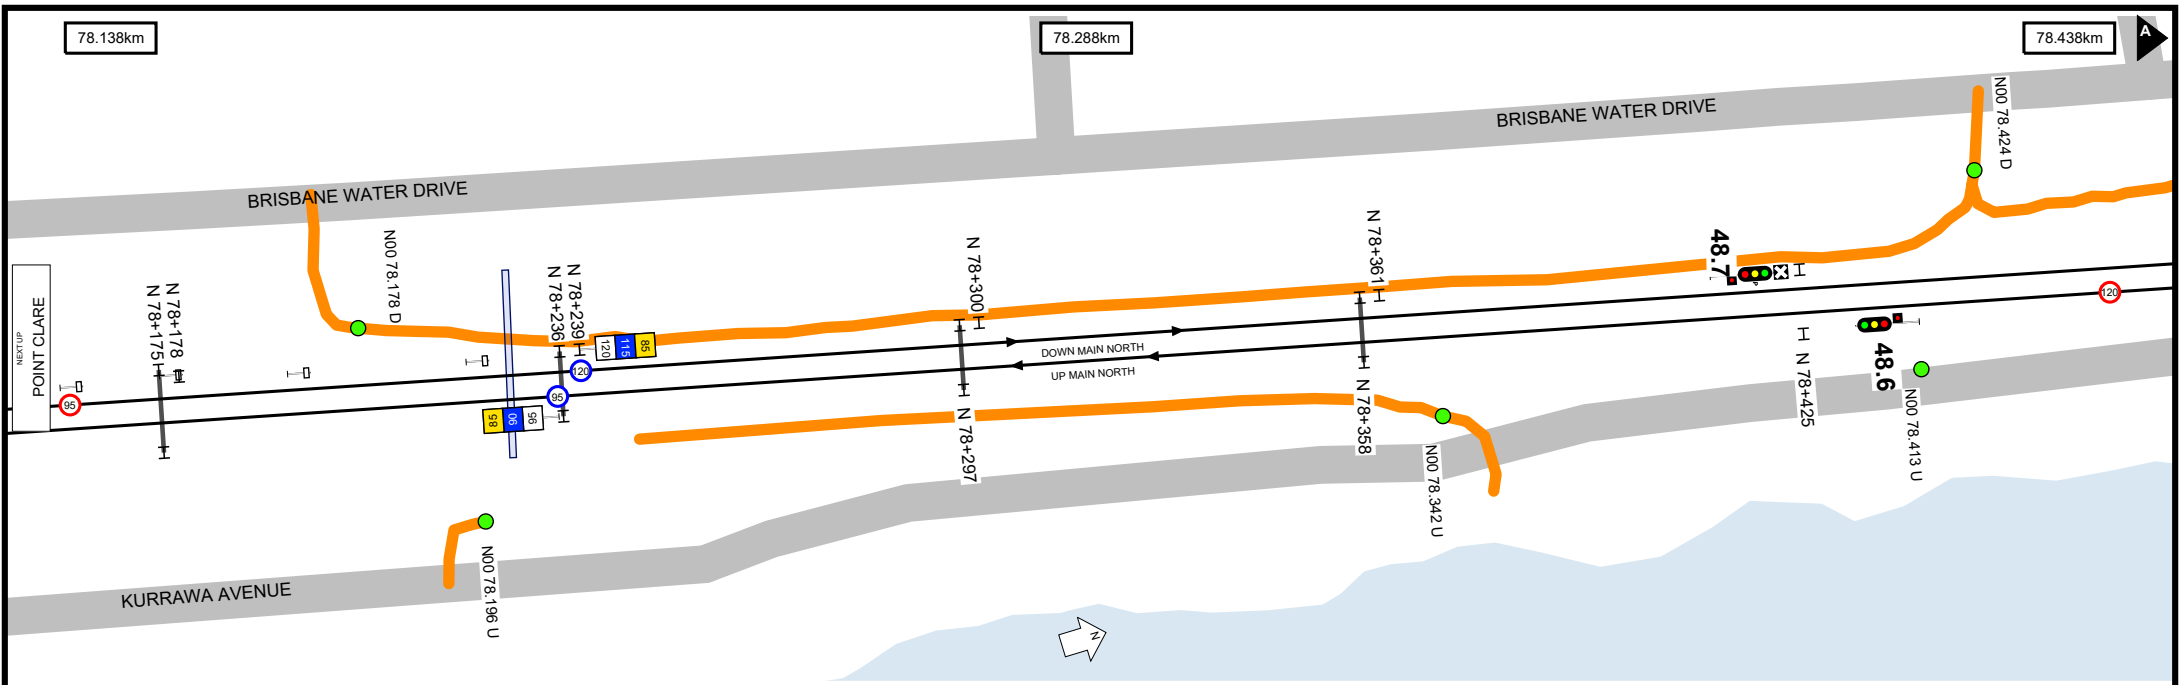 78.138km
78.288km
78.438km
A
BRISBANE WATER DRIVE
BRISBANE WATER DRIVE
N00 78.424 D
N00 78.178 D
NEXT UP
POINT CLARE
N 78+175
N 78+178
N 78+236
N 78+239
N 78+300
N 78+361
48.7
120
115
85
120
95
95
85
90
95
DOWN MAIN NORTH
UP MAIN NORTH
120
48.6
N 78+297
N 78+358
N 78+425
N00 78.413 U
N00 78.342 U
N00 78.196 U
KURRAWA AVENUE
N